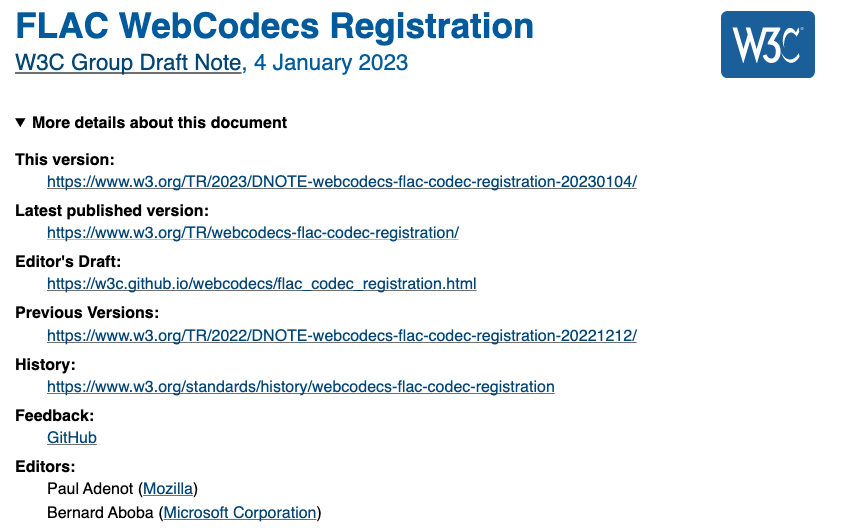 FLAC WebCodecs Registration
W3C
W3C Group Draft Note, 4 January 2023
▼ More details about this document
This version:
https://www.w3.org/TR/2023/DNOTE-webcodecs-flac-codec-registration-20230104/
Latest published version:
https://www.w3.org/TR/webcodecs-flac-codec-registration/
Editor's Draft:
https://w3c.github.io/webcodecs/flac_codec_registration.html
Previous Versions:
https://www.w3.org/TR/2022/DNOTE-webcodecs-flac-codec-registration-20221212/
History:
https://www.w3.org/standards/history/webcodecs-flac-codec-registration
Feedback:
GitHub
Editors:
Paul Adenot (Mozilla)
Bernard Aboba (Microsoft Corporation)